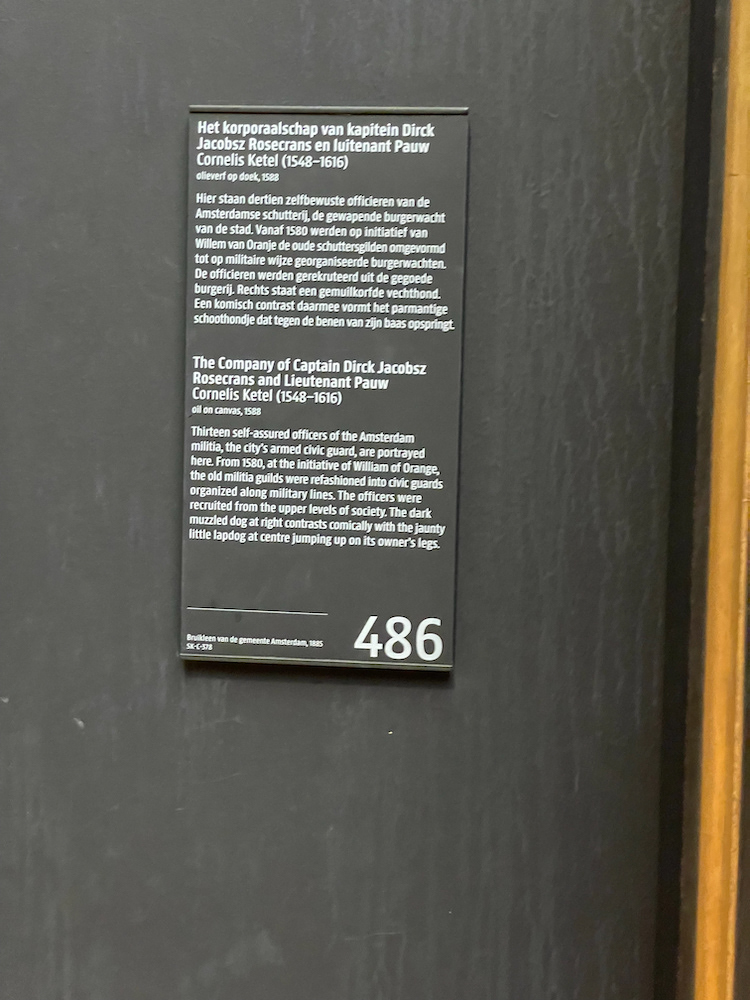 Het korporaalschap van kapitein Dirck
Jacobsz Rosecrans en luitenant Pauw
Cornelis Ketel (1548–1616)
olieverf op doek, 1588
Hier staan dertien zelfbewuste officieren van de
Amsterdamse schutterij, de gewapende burgerwacht
van de stad. Vanaf 1580 werden op initiatief van
Willem van Oranje de oude schuttersgilden omgevormd
tot op militaire wijze georganiseerde burgerwachten.
De officieren werden gerekruteerd uit de gegoede
burgerij. Rechts staat een gemuilkorfde vechthond.
Een komisch contrast daarmee vormt het parmantige
schoothondje dat tegen de benen van zijn baas opspringt.
The Company of Captain Dirck Jacobsz
Rosecrans and Lieutenant Pauw
Cornelis Ketel (1548–1616)
oil on canvas, 1588
Thirteen self-assured officers of the Amsterdam
militia, the city's armed civic guard, are portrayed
here. From 1580, at the initiative of William of Orange,
the old militia guilds were refashioned into civic guards
organized along military lines. The officers were
recruited from the upper levels of society. The dark
muzzled dog at right contrasts comically with the jaunty
little lapdog at centre jumping up on its owner's legs.
Bruikleen van de gemeente Amsterdam, 1885
SK-C-378
486